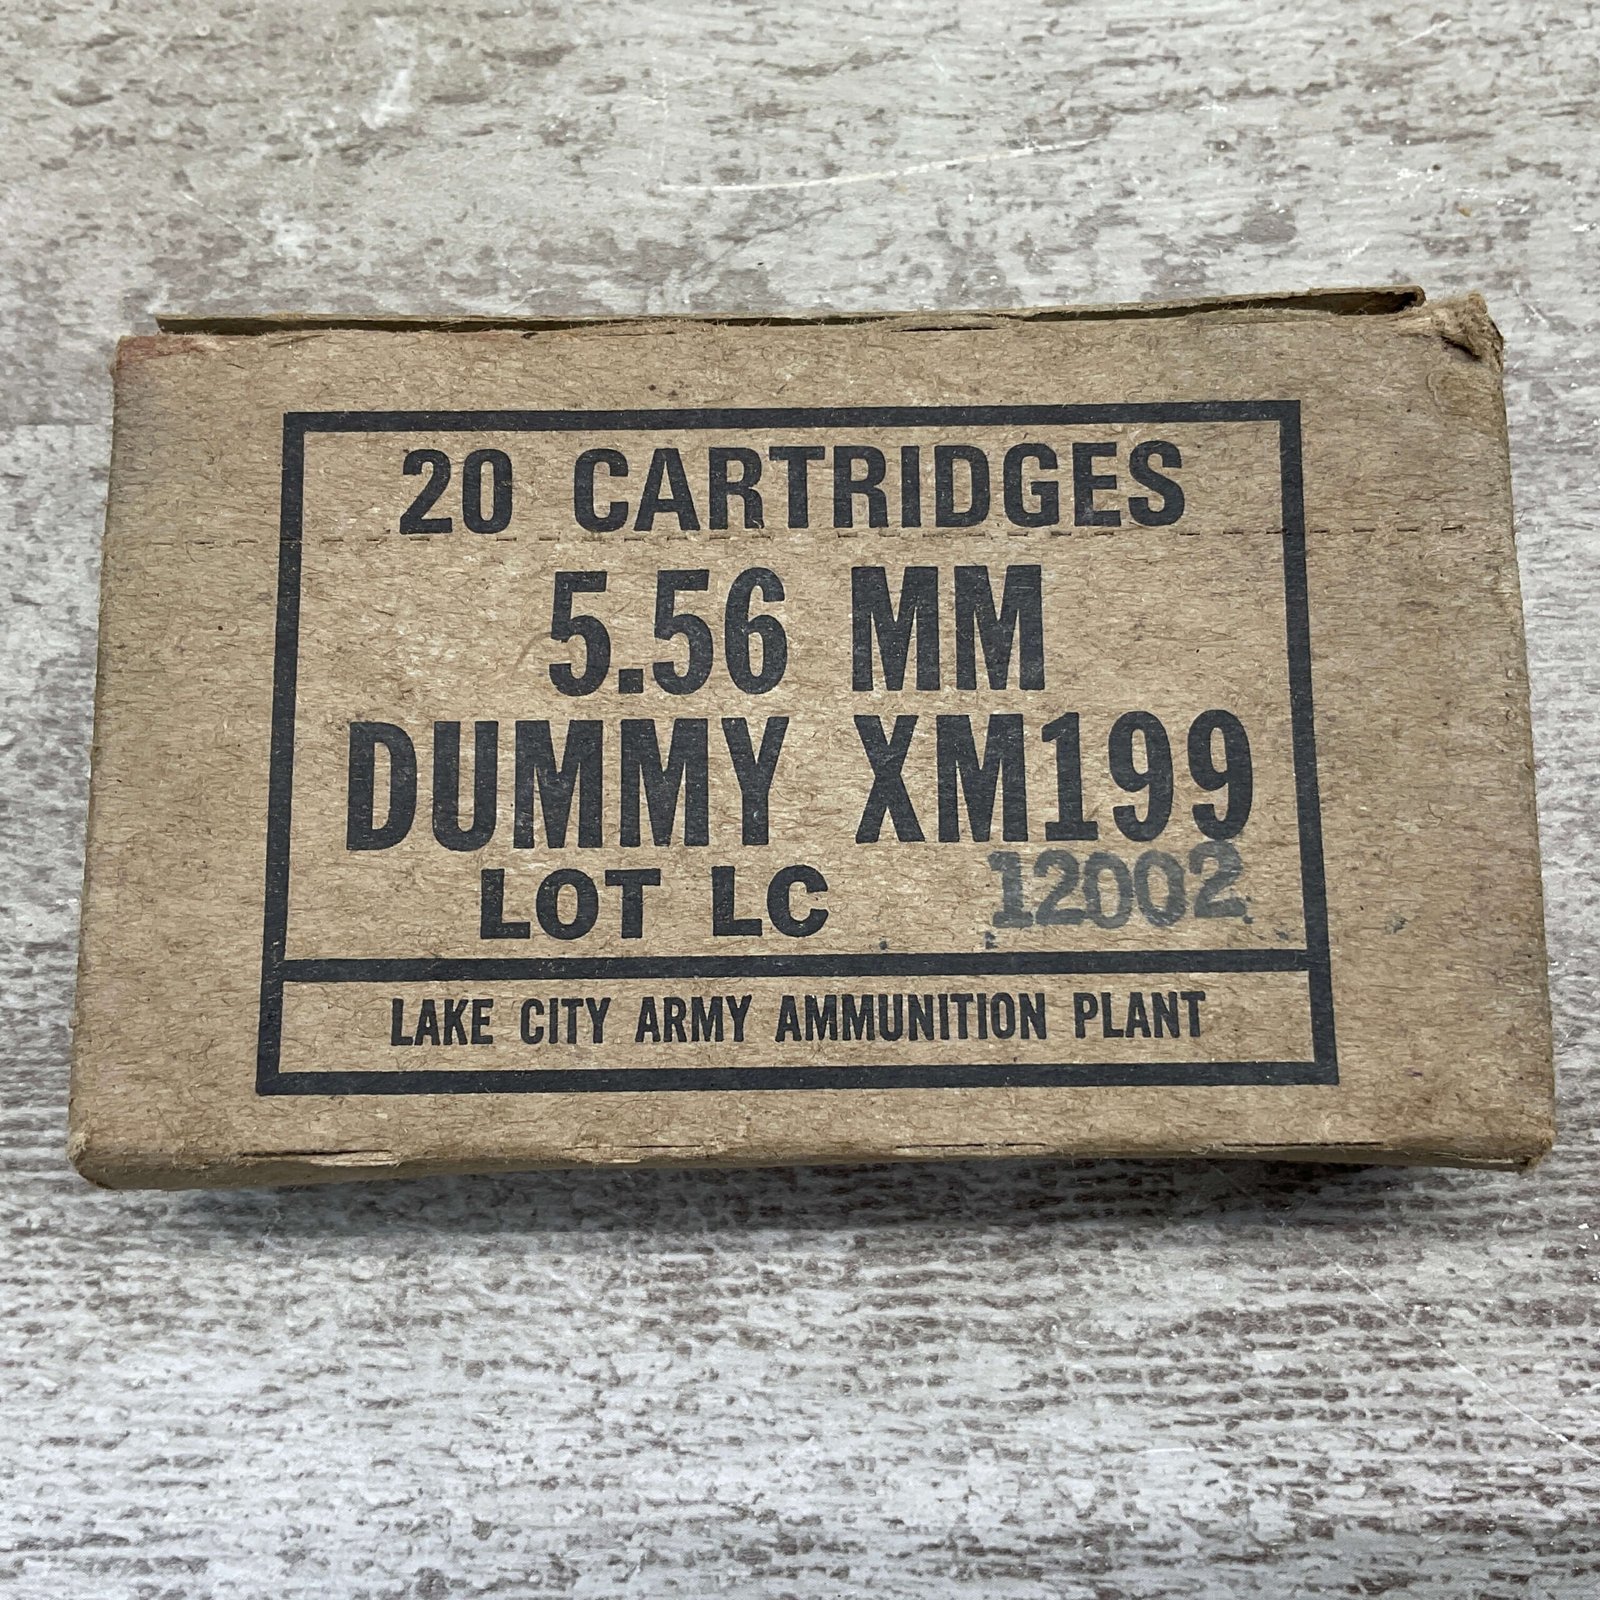 20 CARTRIDGES
5.56 MM
DUMMY XM199
LOT LC 12002
LAKE CITY ARMY AMMUNITION PLANT